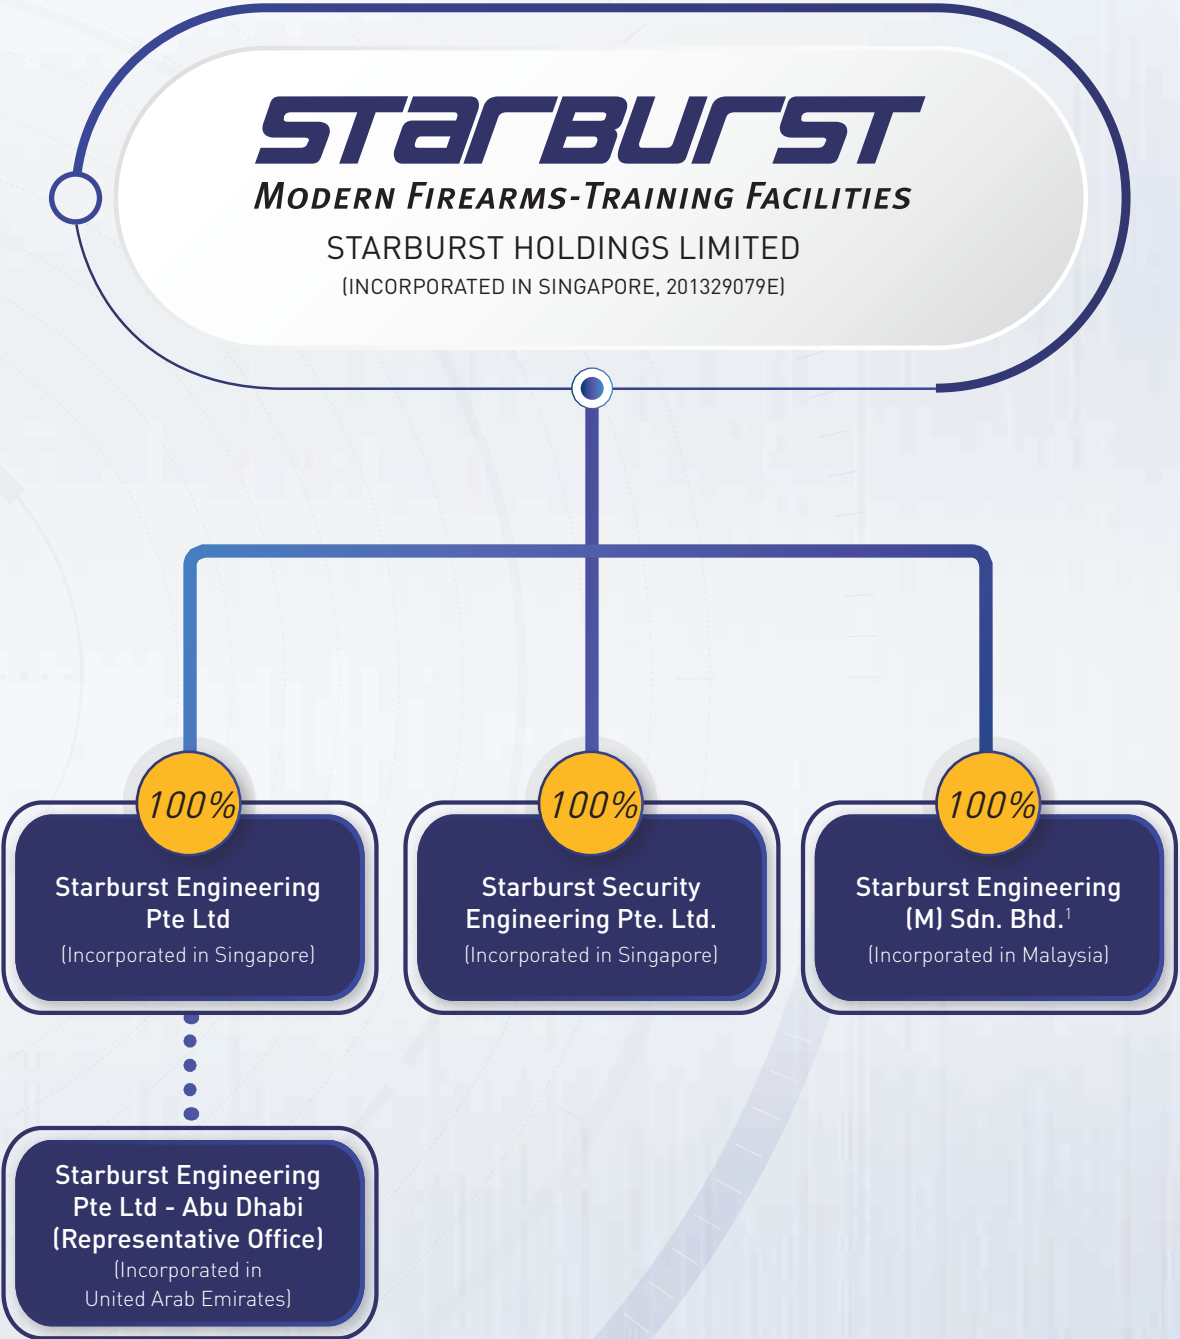 STARBURST
MODERN FIREARMS-TRAINING FACILITIES
STARBURST HOLDINGS LIMITED
(INCORPORATED IN SINGAPORE, 201329079E)
100%
Starburst Engineering
Pte Ltd
(Incorporated in Singapore)
100%
Starburst Security
Engineering Pte. Ltd.
(Incorporated in Singapore)
100%
Starburst Engineering
(M) Sdn. Bhd.¹
(Incorporated in Malaysia)
Starburst Engineering
Pte Ltd - Abu Dhabi
(Representative Office)
(Incorporated in
United Arab Emirates)